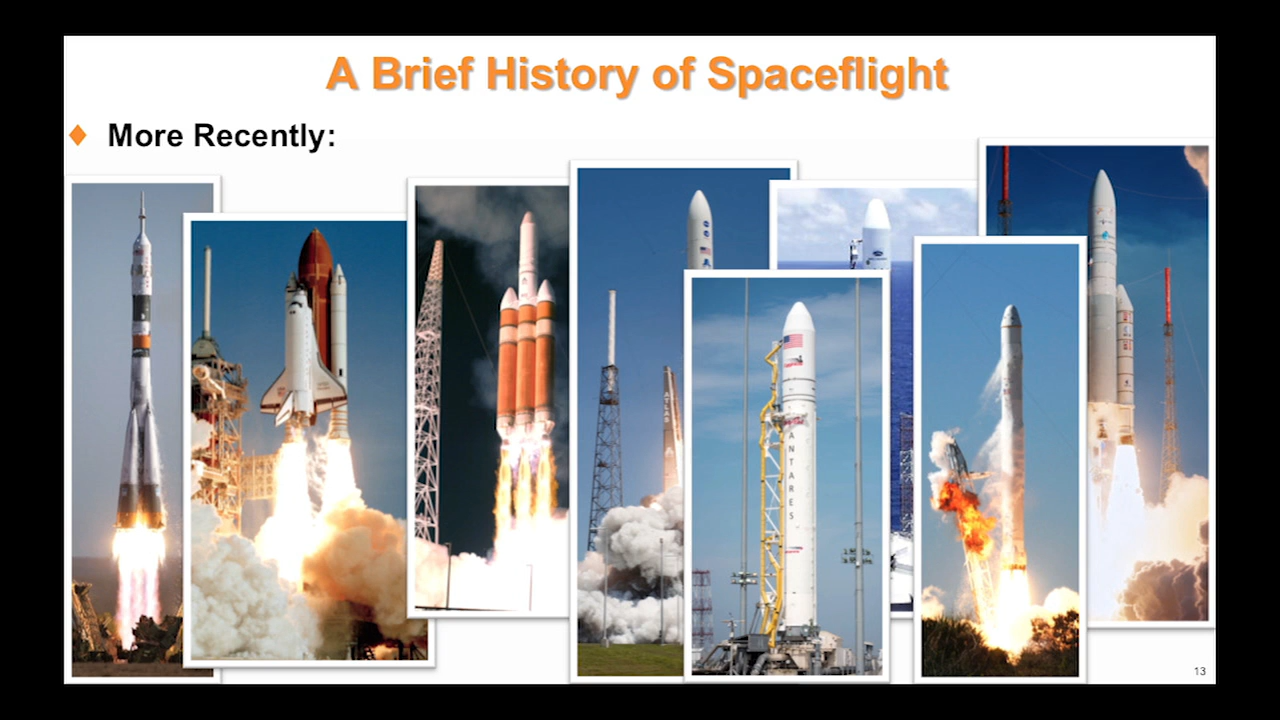 A Brief History of Spaceflight
More Recently:
ATLAS
ANTARES
13